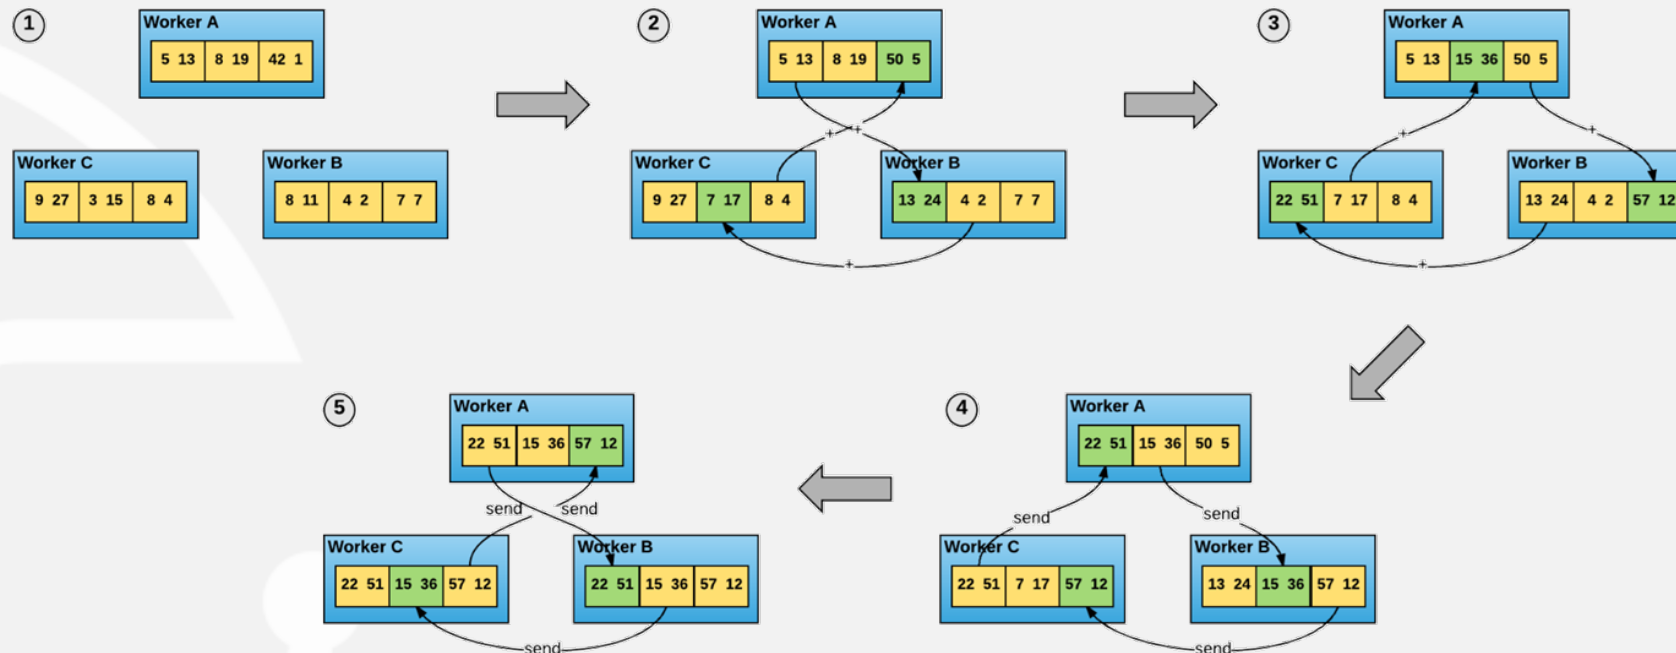 1
Worker A
5 13 8 19 42 1
Worker C
9 27 3 15 8 4
Worker B
8 11 4 2 7 7
2
Worker A
5 13 8 19 50 5
+ +
Worker C
9 27 7 17 8 4
Worker B
13 24 4 2 7 7
+
3
Worker A
5 13 15 36 50 5
+ +
Worker C
22 51 7 17 8 4
Worker B
13 24 4 2 57 12
+
5
Worker A
22 51 15 36 57 12
send send
Worker C
22 51 15 36 57 12
Worker B
22 51 15 36 57 12
send
4
Worker A
22 51 15 36 50 5
send send
Worker C
22 51 7 17 57 12
Worker B
13 24 15 36 57 12
send